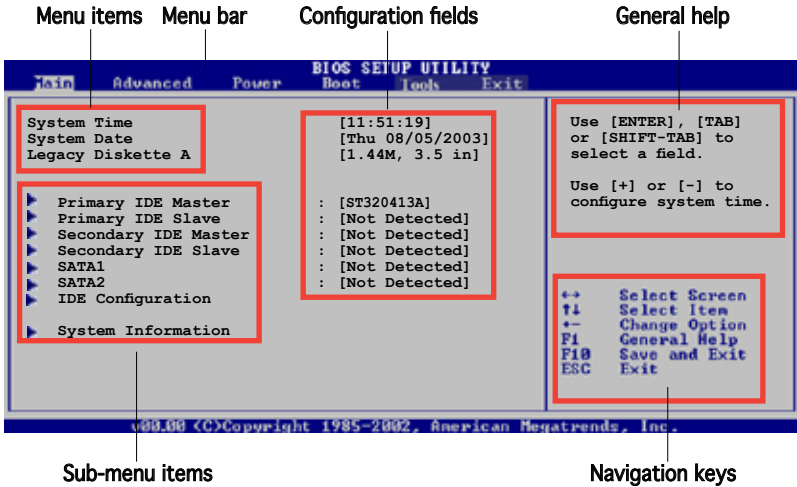 Menu items Menu bar Configuration fields General help
BIOS SETUP UTILITY
Main Advanced Power Boot Tools Exit
System Time [11:51:19]
System Date [Thu 08/05/2003]
Legacy Diskette A [1.44M, 3.5 in]
Use [ENTER], [TAB]
or [SHIFT-TAB] to
select a field.
Use [+] or [-] to
configure system time.
Primary IDE Master : [ST320413A]
Primary IDE Slave : [Not Detected]
Secondary IDE Master : [Not Detected]
Secondary IDE Slave : [Not Detected]
SATA1 : [Not Detected]
SATA2 : [Not Detected]
IDE Configuration
System Information
↔ Select Screen
↑↓ Select Item
+- Change Option
F1 General Help
F10 Save and Exit
ESC Exit
v00.00 (C)Copyright 1985-2002, American Megatrends, Inc.
Sub-menu items Navigation keys